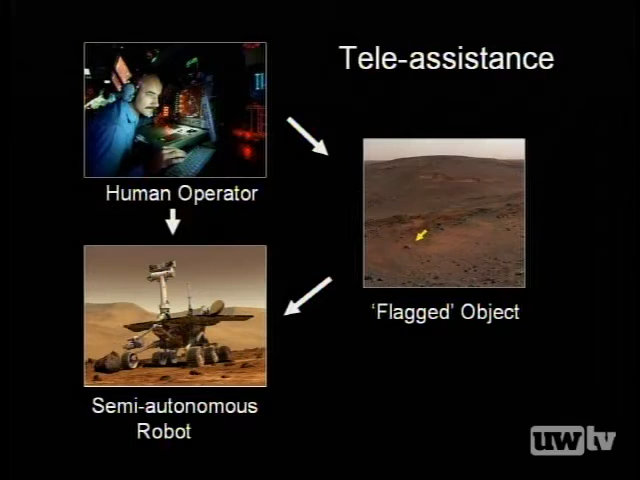 Tele-assistance
Human Operator
'Flagged' Object
Semi-autonomous
Robot
uwtv